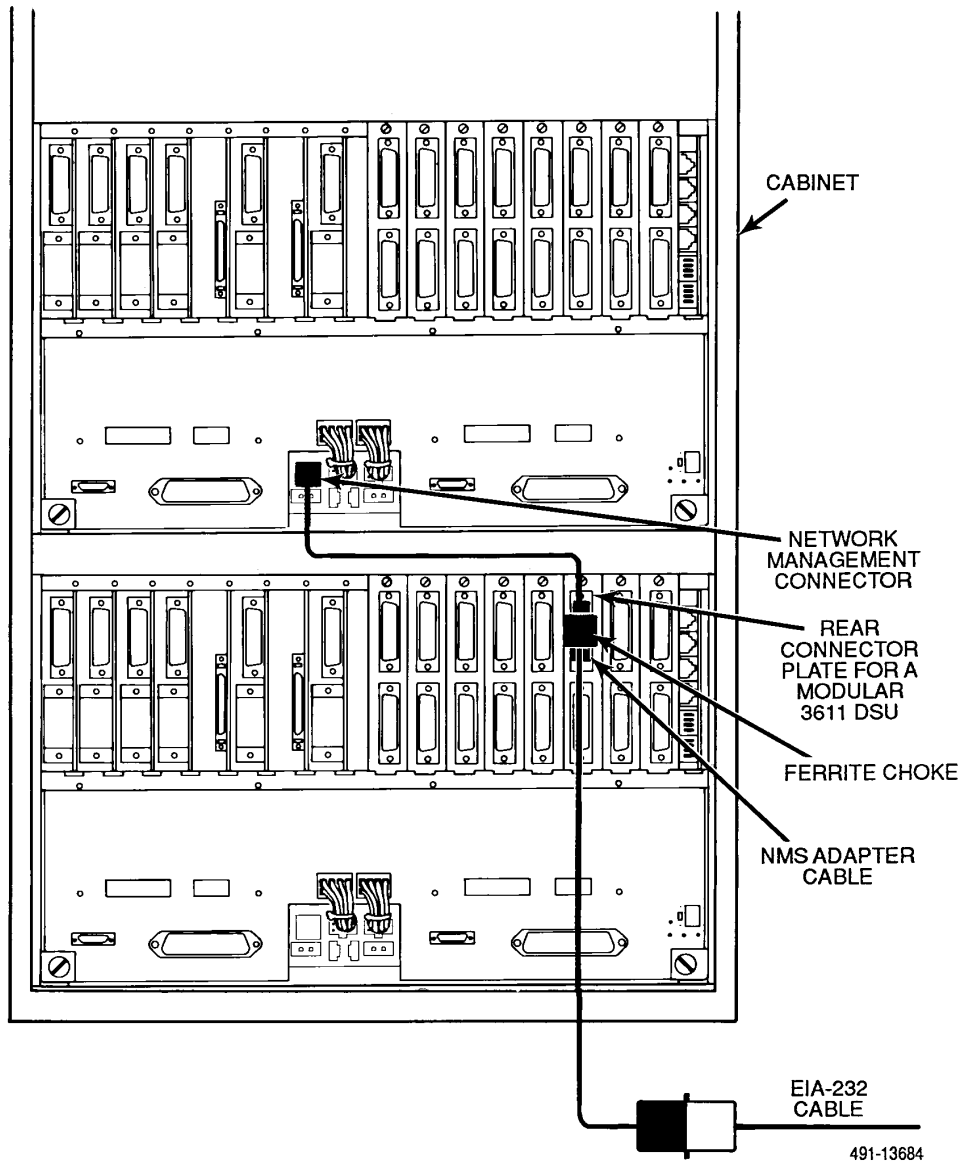 CABINET
NETWORK
MANAGEMENT
CONNECTOR
REAR
CONNECTOR
PLATE FOR A
MODULAR
3611 DSU
FERRITE CHOKE
NMS ADAPTER
CABLE
EIA-232
CABLE
491-13684